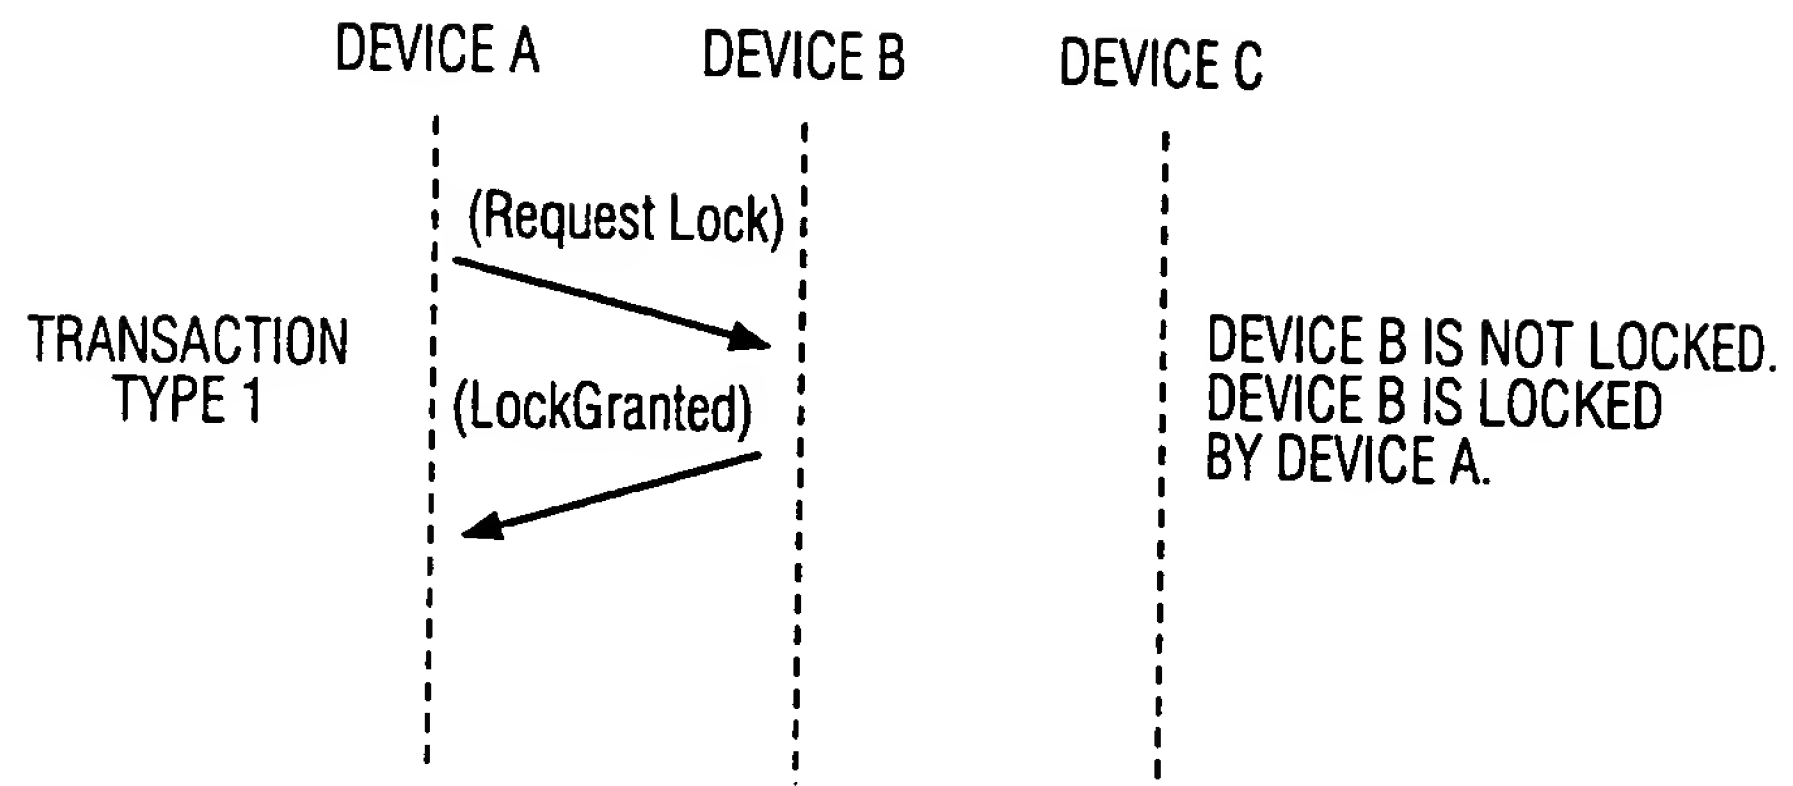 DEVICE A
DEVICE B
DEVICE C
(Request Lock)
TRANSACTION
TYPE 1
(LockGranted)
DEVICE B IS NOT LOCKED.
DEVICE B IS LOCKED
BY DEVICE A.